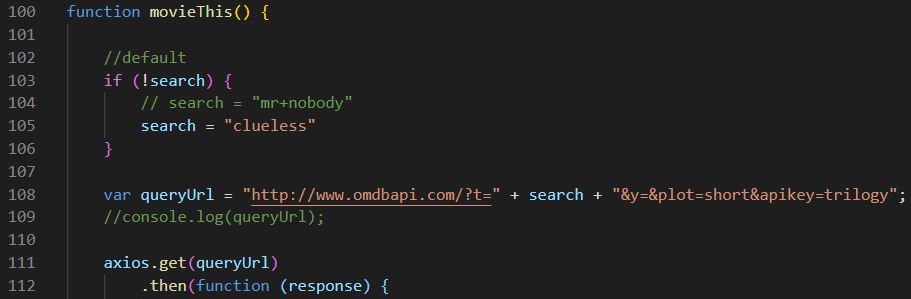 100 function movieThis() {
101
102 //default
103 if (!search) {
104 // search = "mr+nobody"
105 search = "clueless"
106 }
107
108 var queryUrl = "http://www.omdbapi.com/?t=" + search + "&y=&plot=short&apikey=trilogy";
109 //console.log(queryUrl);
110
111 axios.get(queryUrl)
112 .then(function (response) {